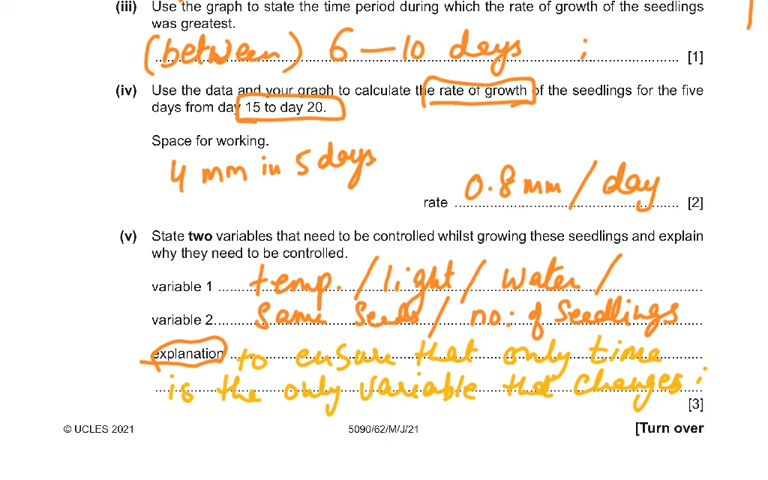 (iii) Use the graph to state the time period during which the rate of growth of the seedlings
was greatest.
(between) 6 – 10 days ; [1]
(iv) Use the data and your graph to calculate the rate of growth of the seedlings for the five
days from day 15 to day 20.
Space for working.
4 mm in 5 days
rate 0.8 mm / day [2]
(v) State two variables that need to be controlled whilst growing these seedlings and explain
why they need to be controlled.
variable 1 temp. / light / water /
variable 2 same seeds / no: of seedlings
explanation to ensure that only time
is the only variable that changes ;
[3]
© UCLES 2021 5090/62/M/J/21 [Turn over